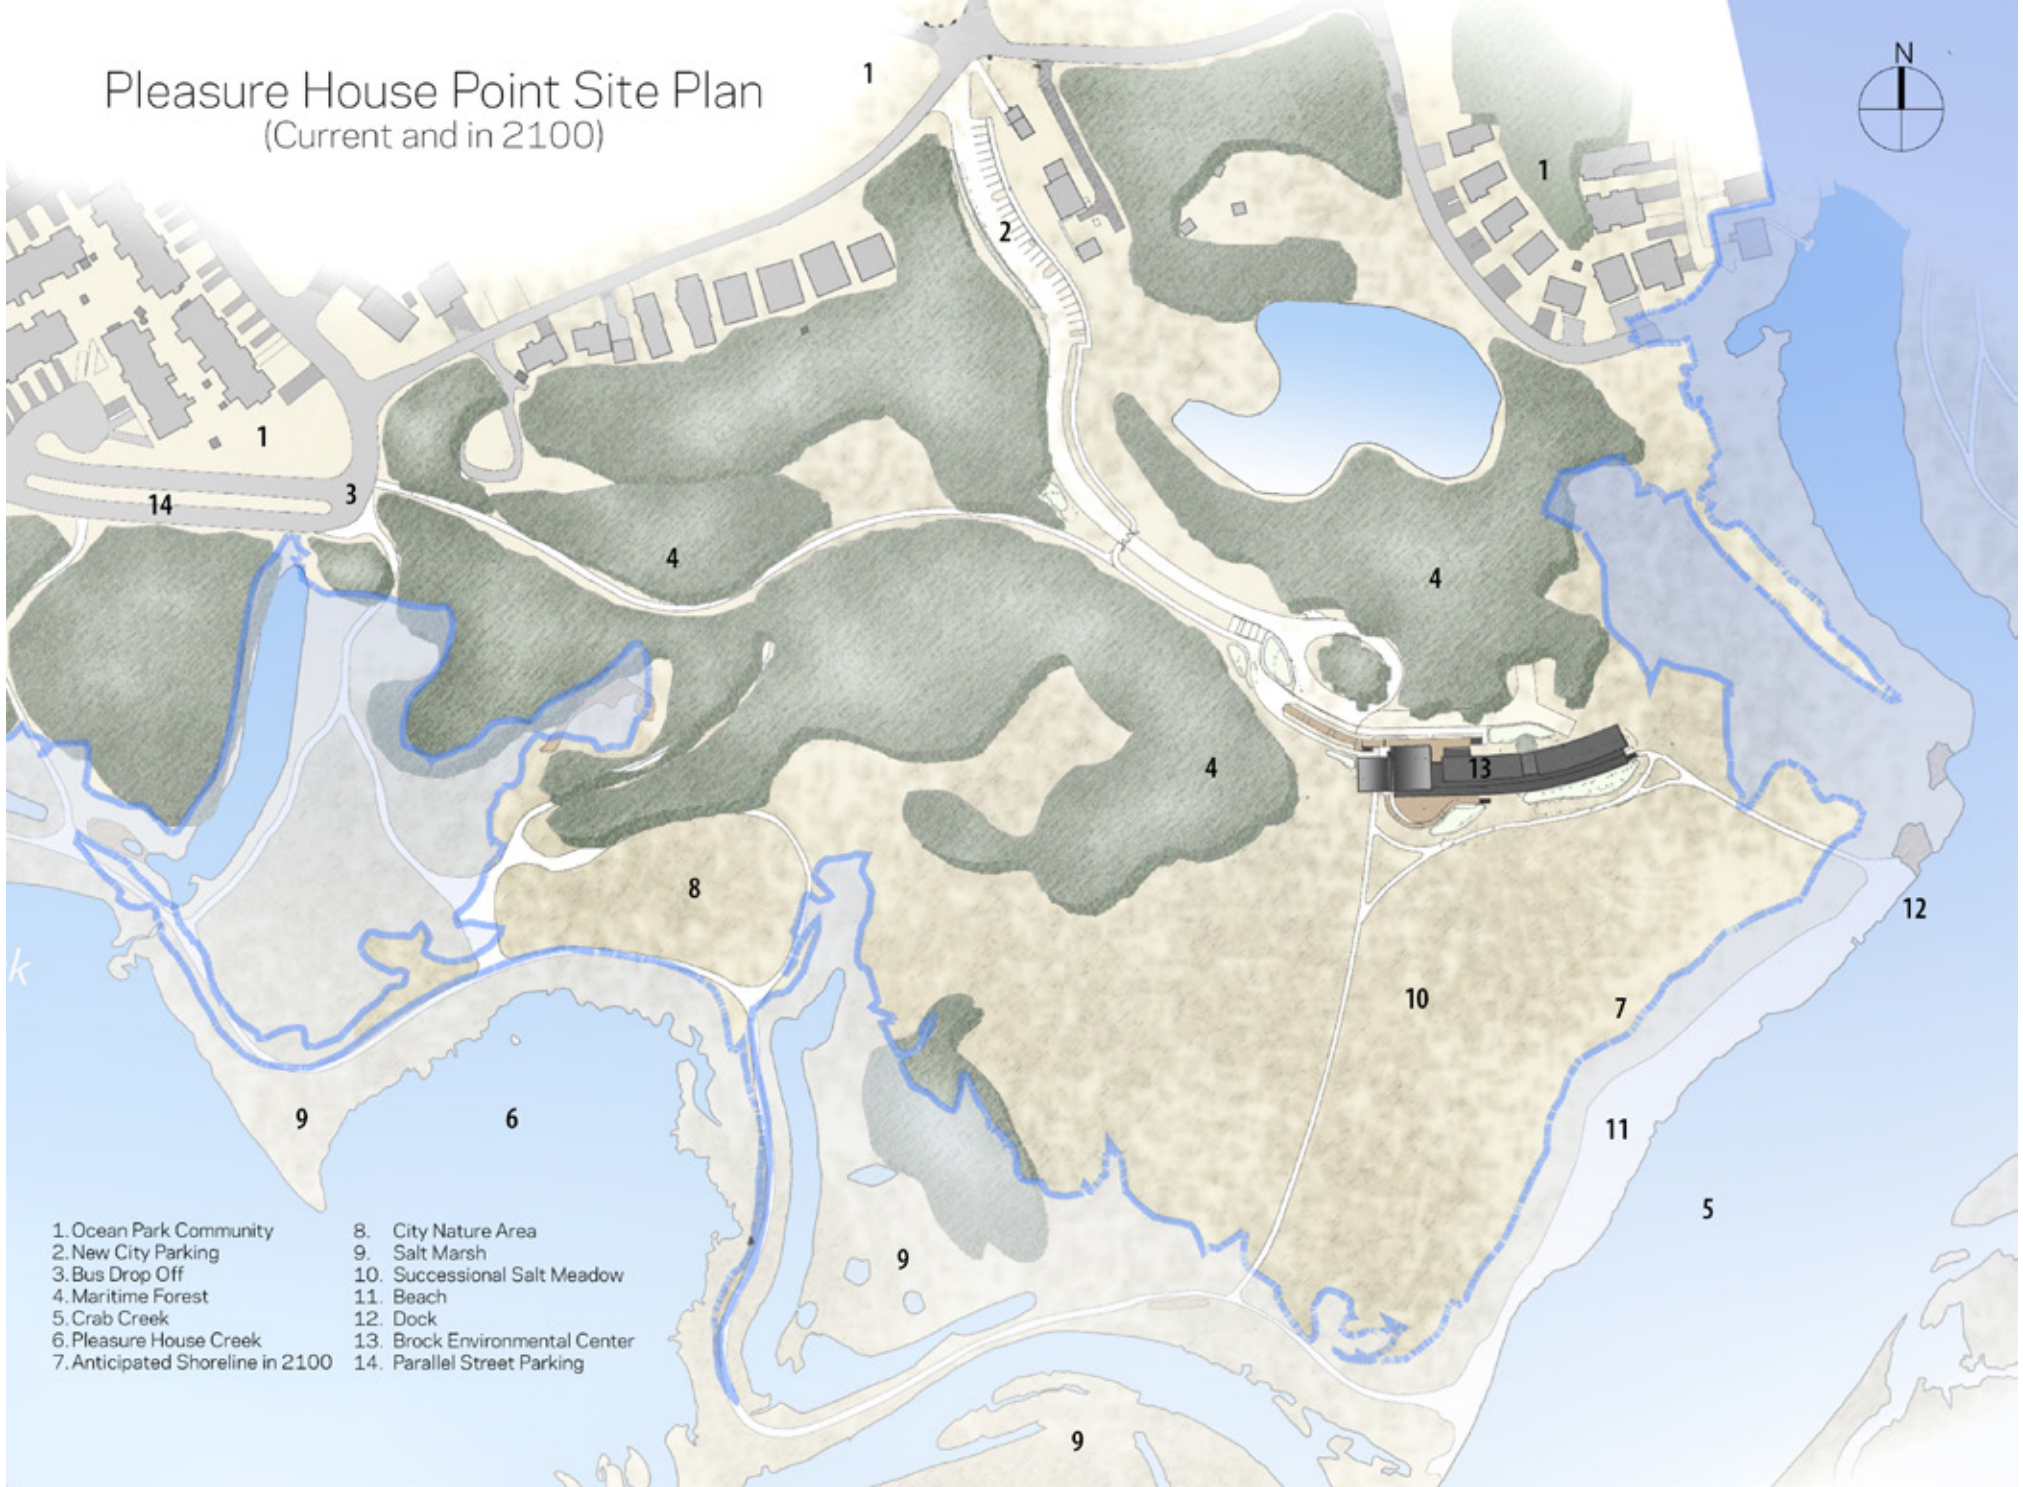 Pleasure House Point Site Plan
(Current and in 2100)
N
1
1
2
1
3
14
4
4
4
13
8
12
10
7
9
6
11
5
9
9
k
1. Ocean Park Community
2. New City Parking
3. Bus Drop Off
4. Maritime Forest
5. Crab Creek
6. Pleasure House Creek
7. Anticipated Shoreline in 2100
8. City Nature Area
9. Salt Marsh
10. Successional Salt Meadow
11. Beach
12. Dock
13. Brock Environmental Center
14. Parallel Street Parking